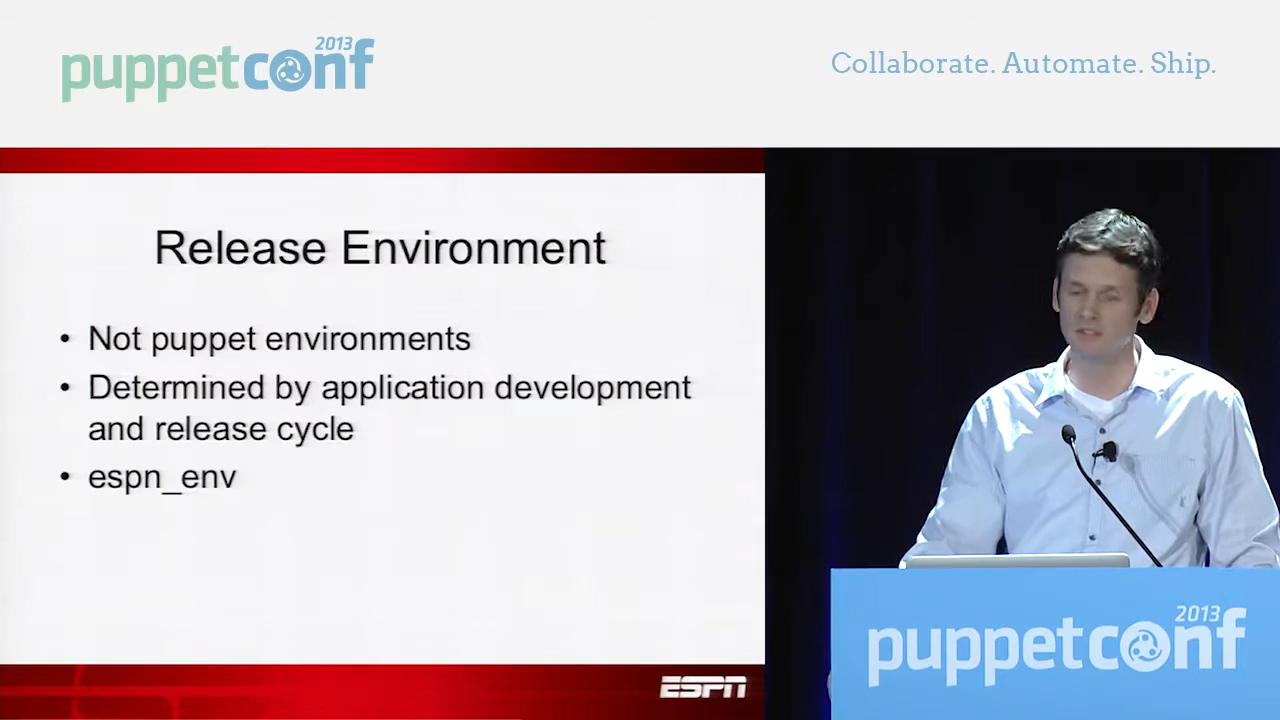 puppetconf 2013
Collaborate. Automate. Ship.
Release Environment
• Not puppet environments
• Determined by application development
and release cycle
• espn_env
ESPN
2013
puppetconf